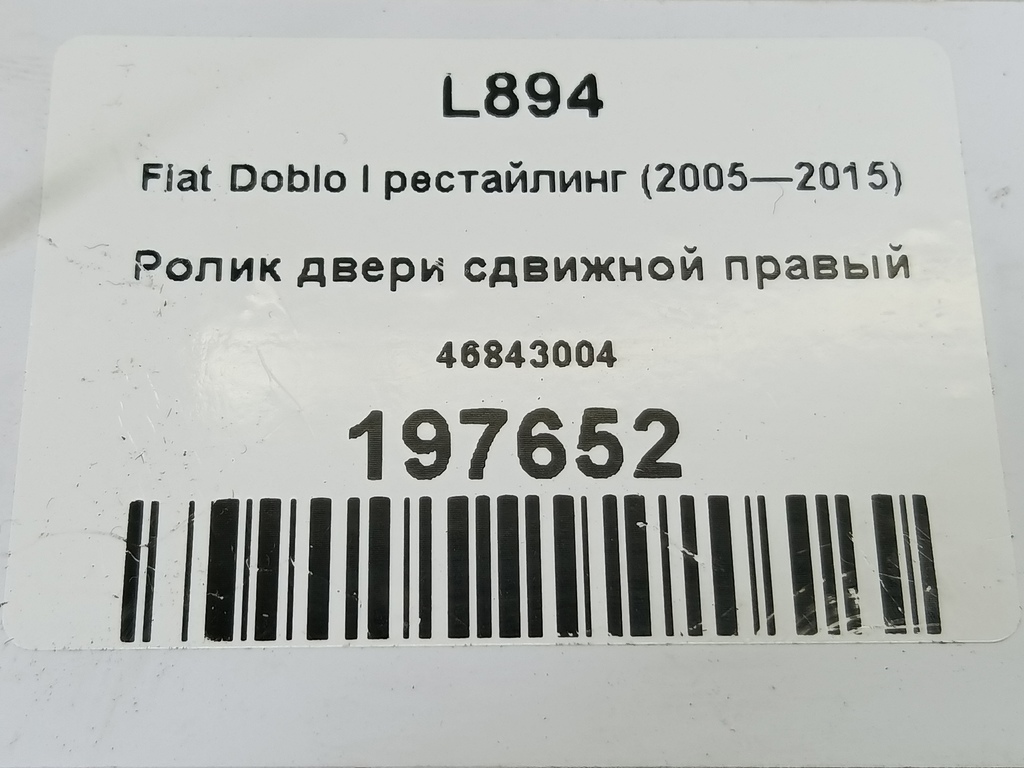 L894
Fiat Doblo I рестайлинг (2005—2015)
Ролик двери сдвижной правый
46843004
197652